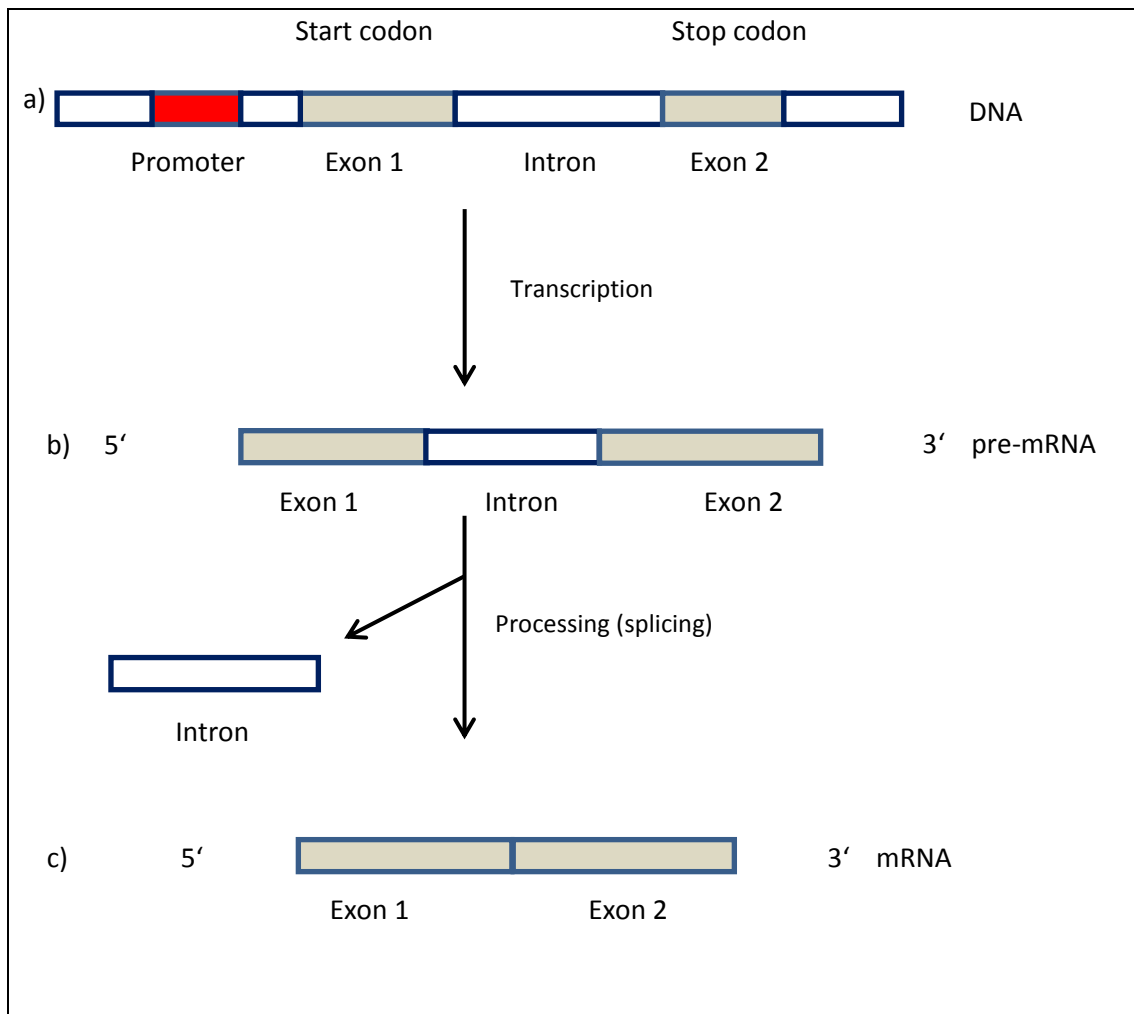 Start codon Stop codon
a) DNA
Promoter Exon 1 Intron Exon 2
Transcription
b) 5‘ 3‘ pre-mRNA
Exon 1 Intron Exon 2
Processing (splicing)
Intron
c) 5‘ 3‘ mRNA
Exon 1 Exon 2